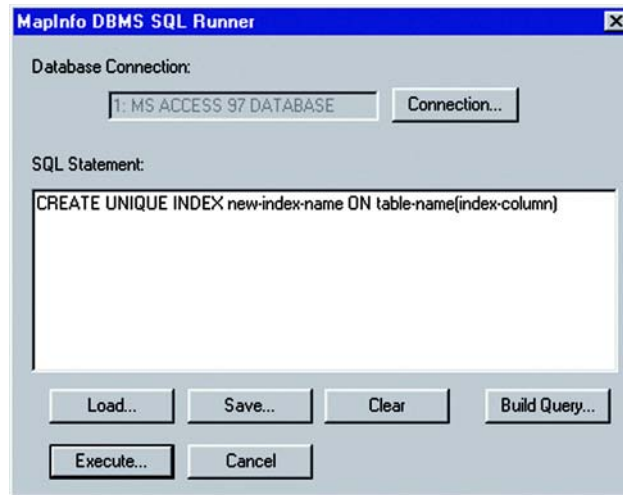 MapInfo DBMS SQL Runner
Database Connection:
1: MS ACCESS 97 DATABASE
Connection...
SQL Statement:
CREATE UNIQUE INDEX new-index-name ON table-name(index-column)
Load...
Save...
Clear
Build Query...
Execute...
Cancel